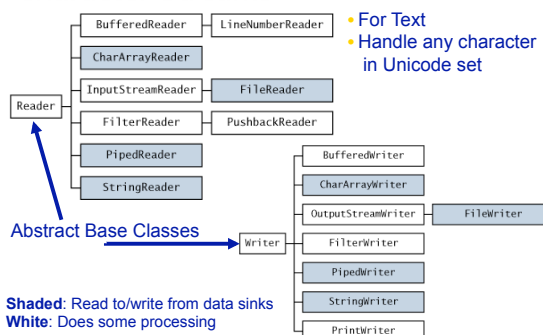 BufferedReader LineNumberReader
CharArrayReader
InputStreamReader FileReader
Reader
FilterReader PushbackReader
PipedReader
StringReader
• For Text
• Handle any character
in Unicode set
Abstract Base Classes
BufferedWriter
CharArrayWriter
OutputStreamWriter FileWriter
Writer
FilterWriter
PipedWriter
StringWriter
PrintWriter
Shaded: Read to/write from data sinks
White: Does some processing